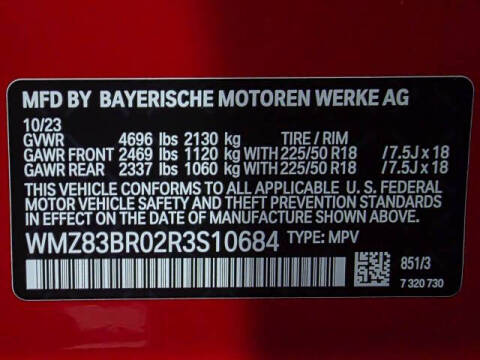 MFD BY BAYERISCHE MOTOREN WERKE AG
10/23
GVWR 4696 lbs 2130 kg TIRE / RIM
GAWR FRONT 2469 lbs 1120 kg WITH 225/50 R18 / 7.5J x 18
GAWR REAR 2337 lbs 1060 kg WITH 225/50 R18 / 7.5J x 18
THIS VEHICLE CONFORMS TO ALL APPLICABLE U.S. FEDERAL
MOTOR VEHICLE SAFETY AND THEFT PREVENTION STANDARDS
IN EFFECT ON THE DATE OF MANUFACTURE SHOWN ABOVE.
WMZ83BR02R3S10684 TYPE: MPV
851/3
7 320 730